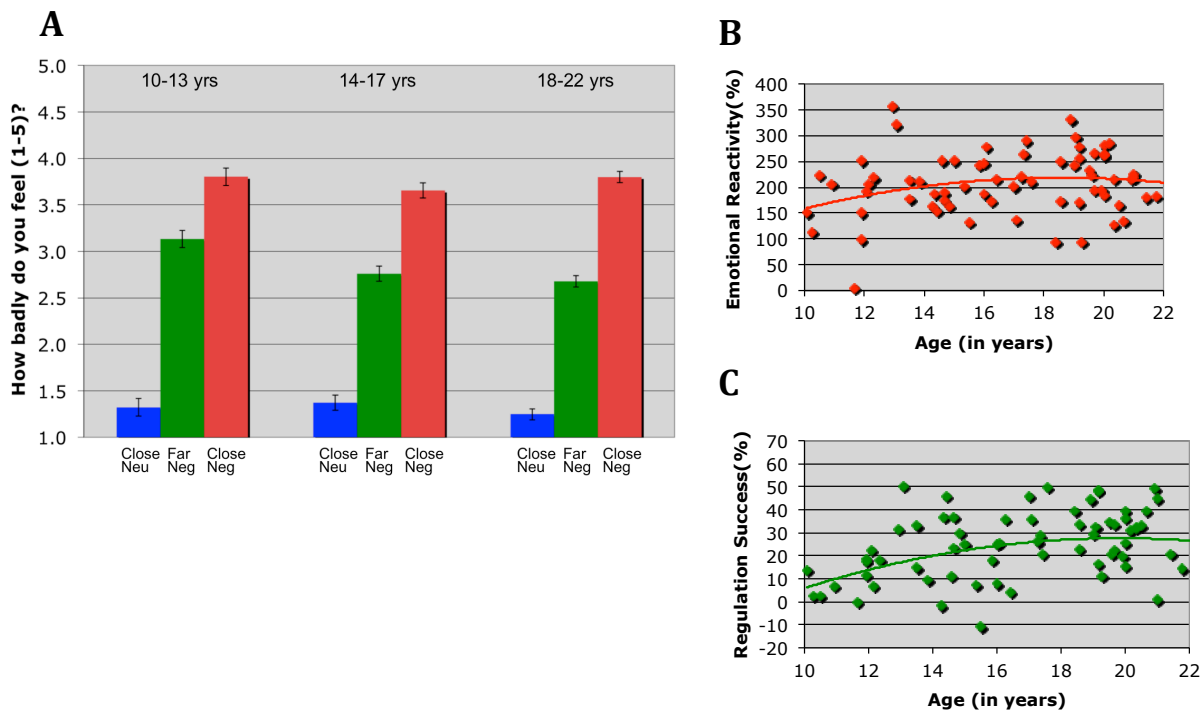 A
How badly do you feel (1-5)?
5.0
4.5
4.0
3.5
3.0
2.5
2.0
1.5
1.0
10-13 yrs
14-17 yrs
18-22 yrs
Close Far Close
Neu Neg Neg
Close Far Close
Neu Neg Neg
Close Far Close
Neu Neg Neg
B
Emotional Reactivity(%)
400
350
300
250
200
150
100
50
0
10 12 14 16 18 20 22
Age (in years)
C
Regulation Success(%)
70
60
50
40
30
20
10
0
-10
-20
10 12 14 16 18 20 22
Age (in years)